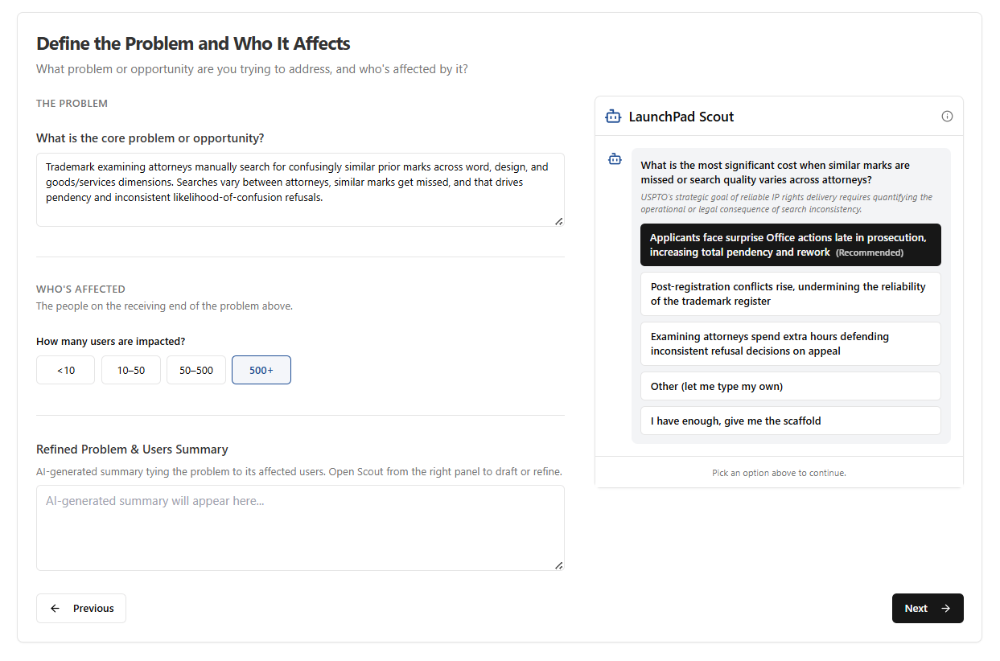 Define the Problem and Who It Affects
What problem or opportunity are you trying to address, and who's affected by it?
THE PROBLEM
What is the core problem or opportunity?
Trademark examining attorneys manually search for confusingly similar prior marks across word, design, and
goods/services dimensions. Searches vary between attorneys, similar marks get missed, and that drives
pendency and inconsistent likelihood-of-confusion refusals.
WHO'S AFFECTED
The people on the receiving end of the problem above.
How many users are impacted?
<10
10–50
50–500
500+
Refined Problem & Users Summary
AI-generated summary tying the problem to its affected users. Open Scout from the right panel to draft or refine.
AI-generated summary will appear here...
LaunchPad Scout
What is the most significant cost when similar marks are
missed or search quality varies across attorneys?
USPTO's strategic goal of reliable IP rights delivery requires quantifying the
operational or legal consequence of search inconsistency.
Applicants face surprise Office actions late in prosecution,
increasing total pendency and rework (Recommended)
Post-registration conflicts rise, undermining the reliability
of the trademark register
Examining attorneys spend extra hours defending
inconsistent refusal decisions on appeal
Other (let me type my own)
I have enough, give me the scaffold
Pick an option above to continue.
Previous
Next